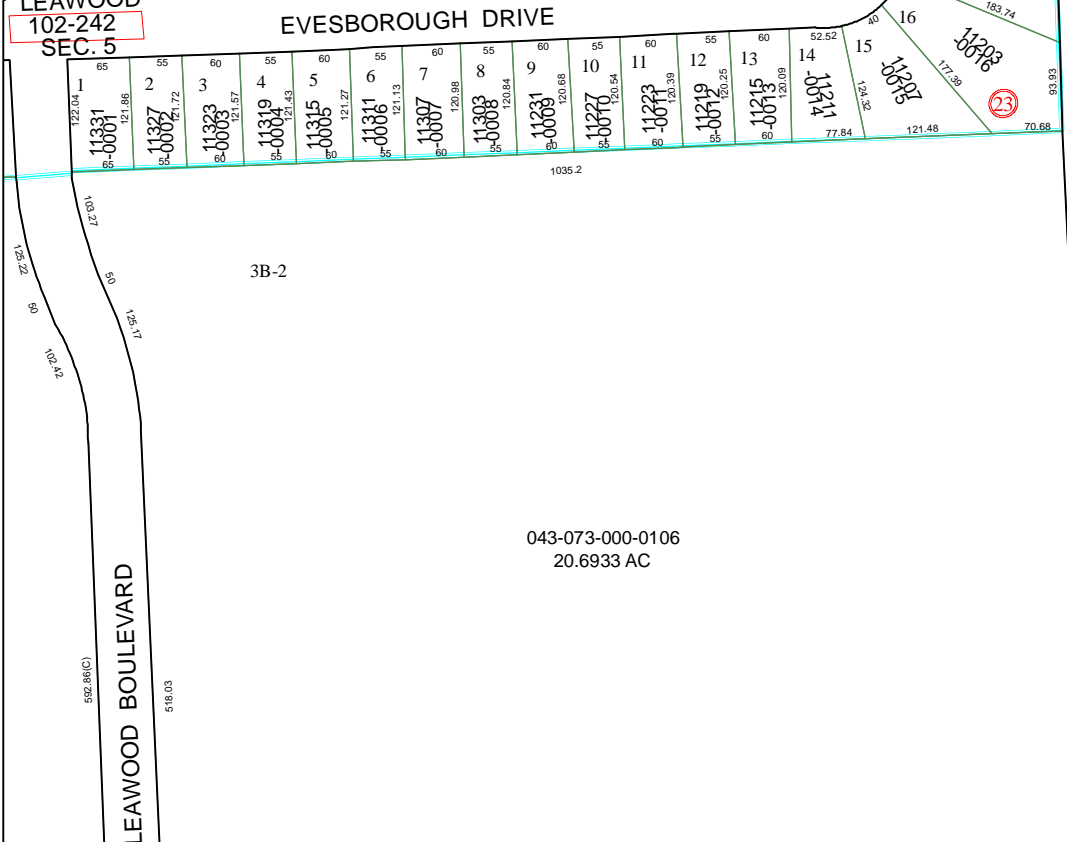 LEAWOOD
102-242
SEC. 5
EVESBOROUGH DRIVE
65 55 60 55 60 55 60 55 60 55 60 55 60 52.52 40
183.74
1 2 3 4 5 6 7 8 9 10 11 12 13 14 15 16
122.04 121.86 121.72 121.57 121.43 121.27 121.13 120.98 120.84 120.68 120.54 120.39 120.25 120.09 124.32 177.39 93.93
11331 -0001
11327 -0002
11323 -0003
11319 -0004
11315 -0005
11311 -0006
11307 -0007
11303 -0008
11231 -0009
11227 -0010
11223 -0011
11219 -0012
11215 -0013
11211 -0014
11207 -0015
11203 -0016
23
65 55 60 55 60 55 60 55 60 55 60 55 60 77.84 121.48 70.68
1035.2
103.27
125.22
50
50
3B-2
125.17
102.42
043-073-000-0106
20.6933 AC
LEAWOOD BOULEVARD
592.86(C)
518.03